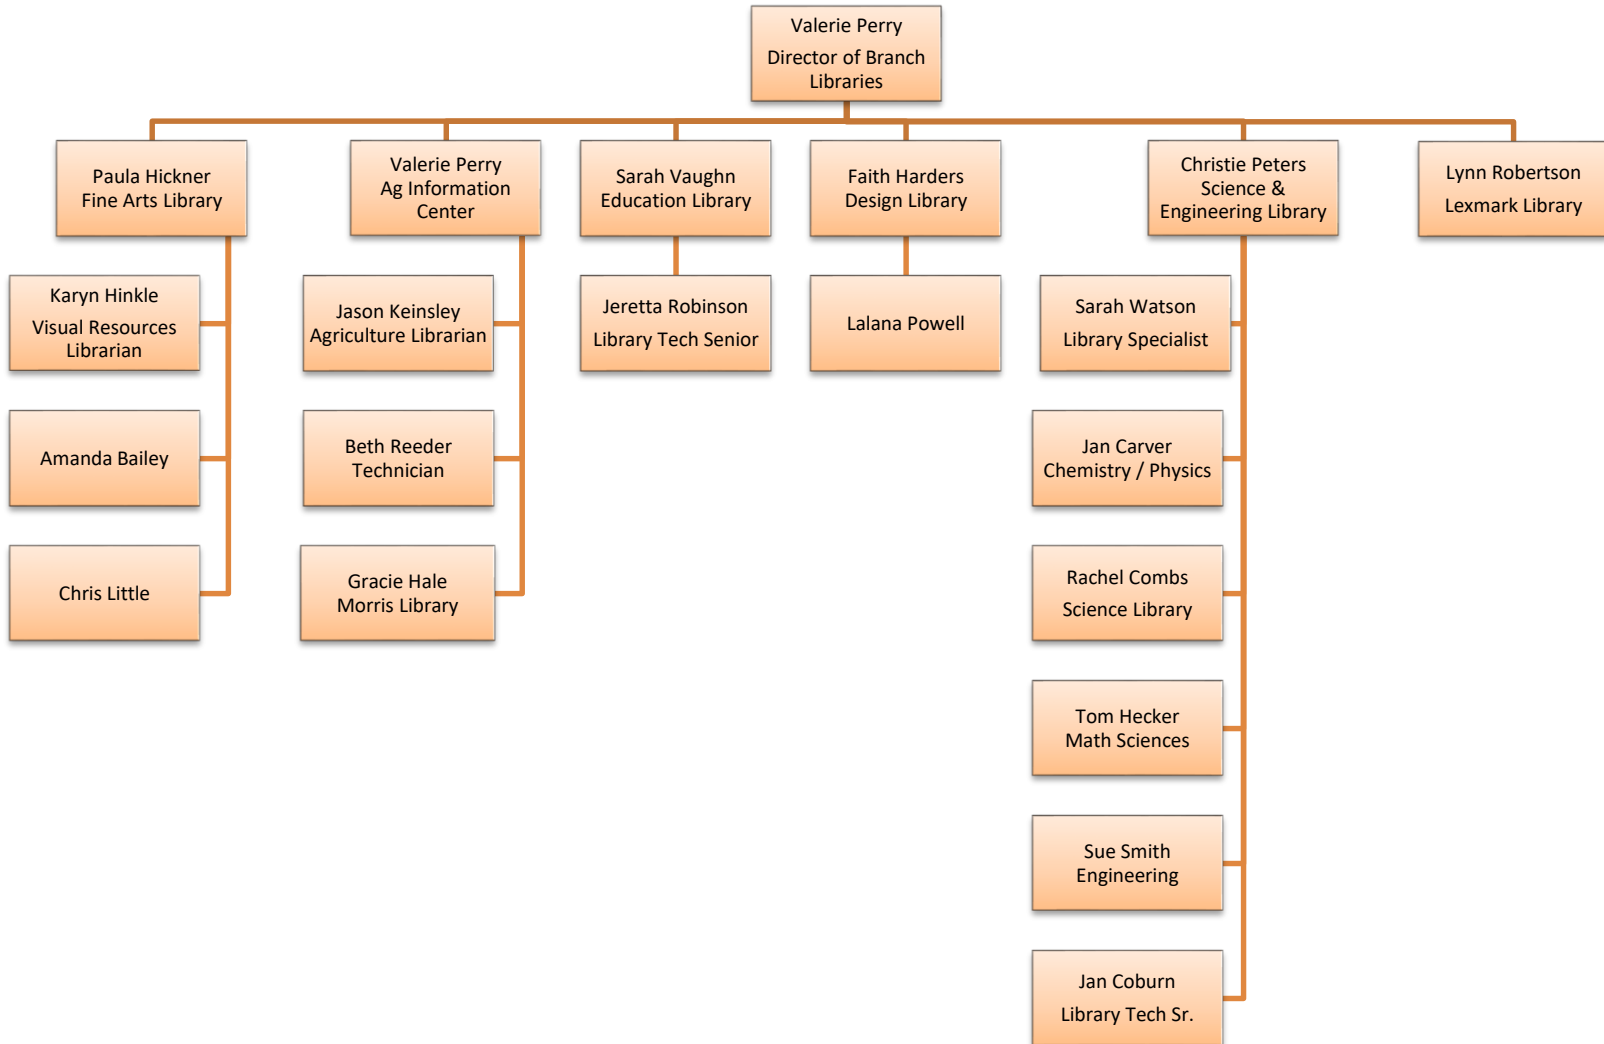 Valerie Perry
Director of Branch
Libraries
Paula Hickner
Fine Arts Library
Valerie Perry
Ag Information
Center
Sarah Vaughn
Education Library
Faith Harders
Design Library
Christie Peters
Science &
Engineering Library
Lynn Robertson
Lexmark Library
Karyn Hinkle
Visual Resources
Librarian
Jason Keinsley
Agriculture Librarian
Jeretta Robinson
Library Tech Senior
Lalana Powell
Sarah Watson
Library Specialist
Amanda Bailey
Beth Reeder
Technician
Jan Carver
Chemistry / Physics
Chris Little
Gracie Hale
Morris Library
Rachel Combs
Science Library
Tom Hecker
Math Sciences
Sue Smith
Engineering
Jan Coburn
Library Tech Sr.